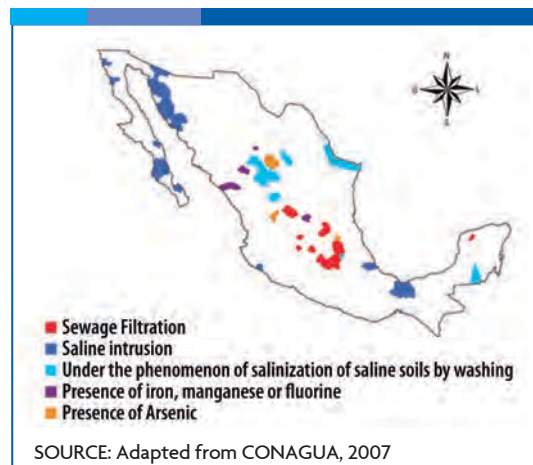 N
S
Sewage Filtration
Saline intrusion
Under the phenomenon of salinization of saline soils by washing
Presence of iron, manganese or fluorine
Presence of Arsenic
SOURCE: Adapted from CONAGUA, 2007